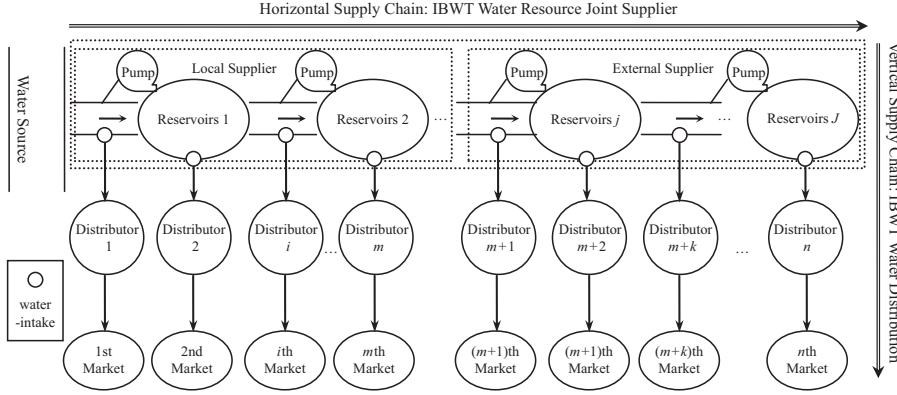 Horizontal Supply Chain: IBWT Water Resource Joint Supplier
Vertical Supply Chain: IBWT Water Distribution
Water Source
Local Supplier
External Supplier
Pump
Pump
Pump
Pump
Reservoirs 1
Reservoirs 2
...
Reservoirs j
...
Reservoirs J
Distributor
1
Distributor
2
Distributor
i
...
Distributor
m
Distributor
m+1
Distributor
m+2
Distributor
m+k
...
Distributor
n
water
-intake
1st
Market
2nd
Market
ith
Market
mth
Market
(m+1)th
Market
(m+1)th
Market
(m+k)th
Market
nth
Market